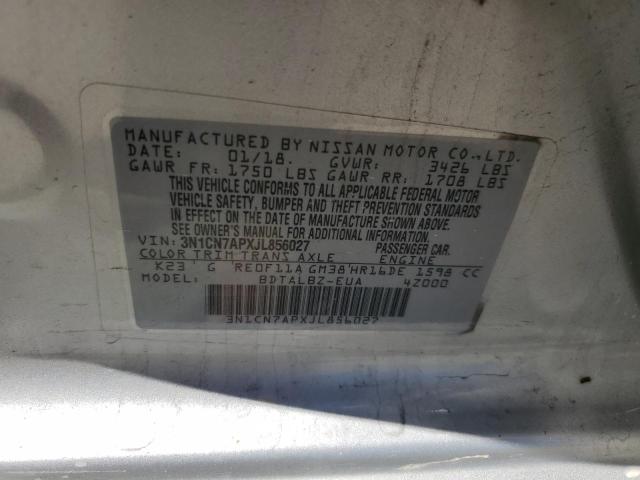 MANUFACTURED BY NISSAN MOTOR CO., LTD.
DATE: 01/18. GVWR: 3426 LBS
GAWR FR: 1750 LBS GAWR RR: 1708 LBS
THIS VEHICLE CONFORMS TO ALL APPLICABLE FEDERAL MOTOR
VEHICLE SAFETY, BUMPER AND THEFT PREVENTION STANDARDS
IN EFFECT ON THE DATE OF MANUFACTURE SHOWN ABOVE.
SEE OWNER'S MANUAL FOR ADDITIONAL INFORMATION
VIN: 3N1CN7APXJL856027 PASSENGER CAR.
COLOR TRIM TRANS AXLE ENGINE
K23 G RE0F11A GM38 HR16DE 1598 CC
MODEL: BDTALBZ-EUA 4Z000
3N1CN7APXJL856027